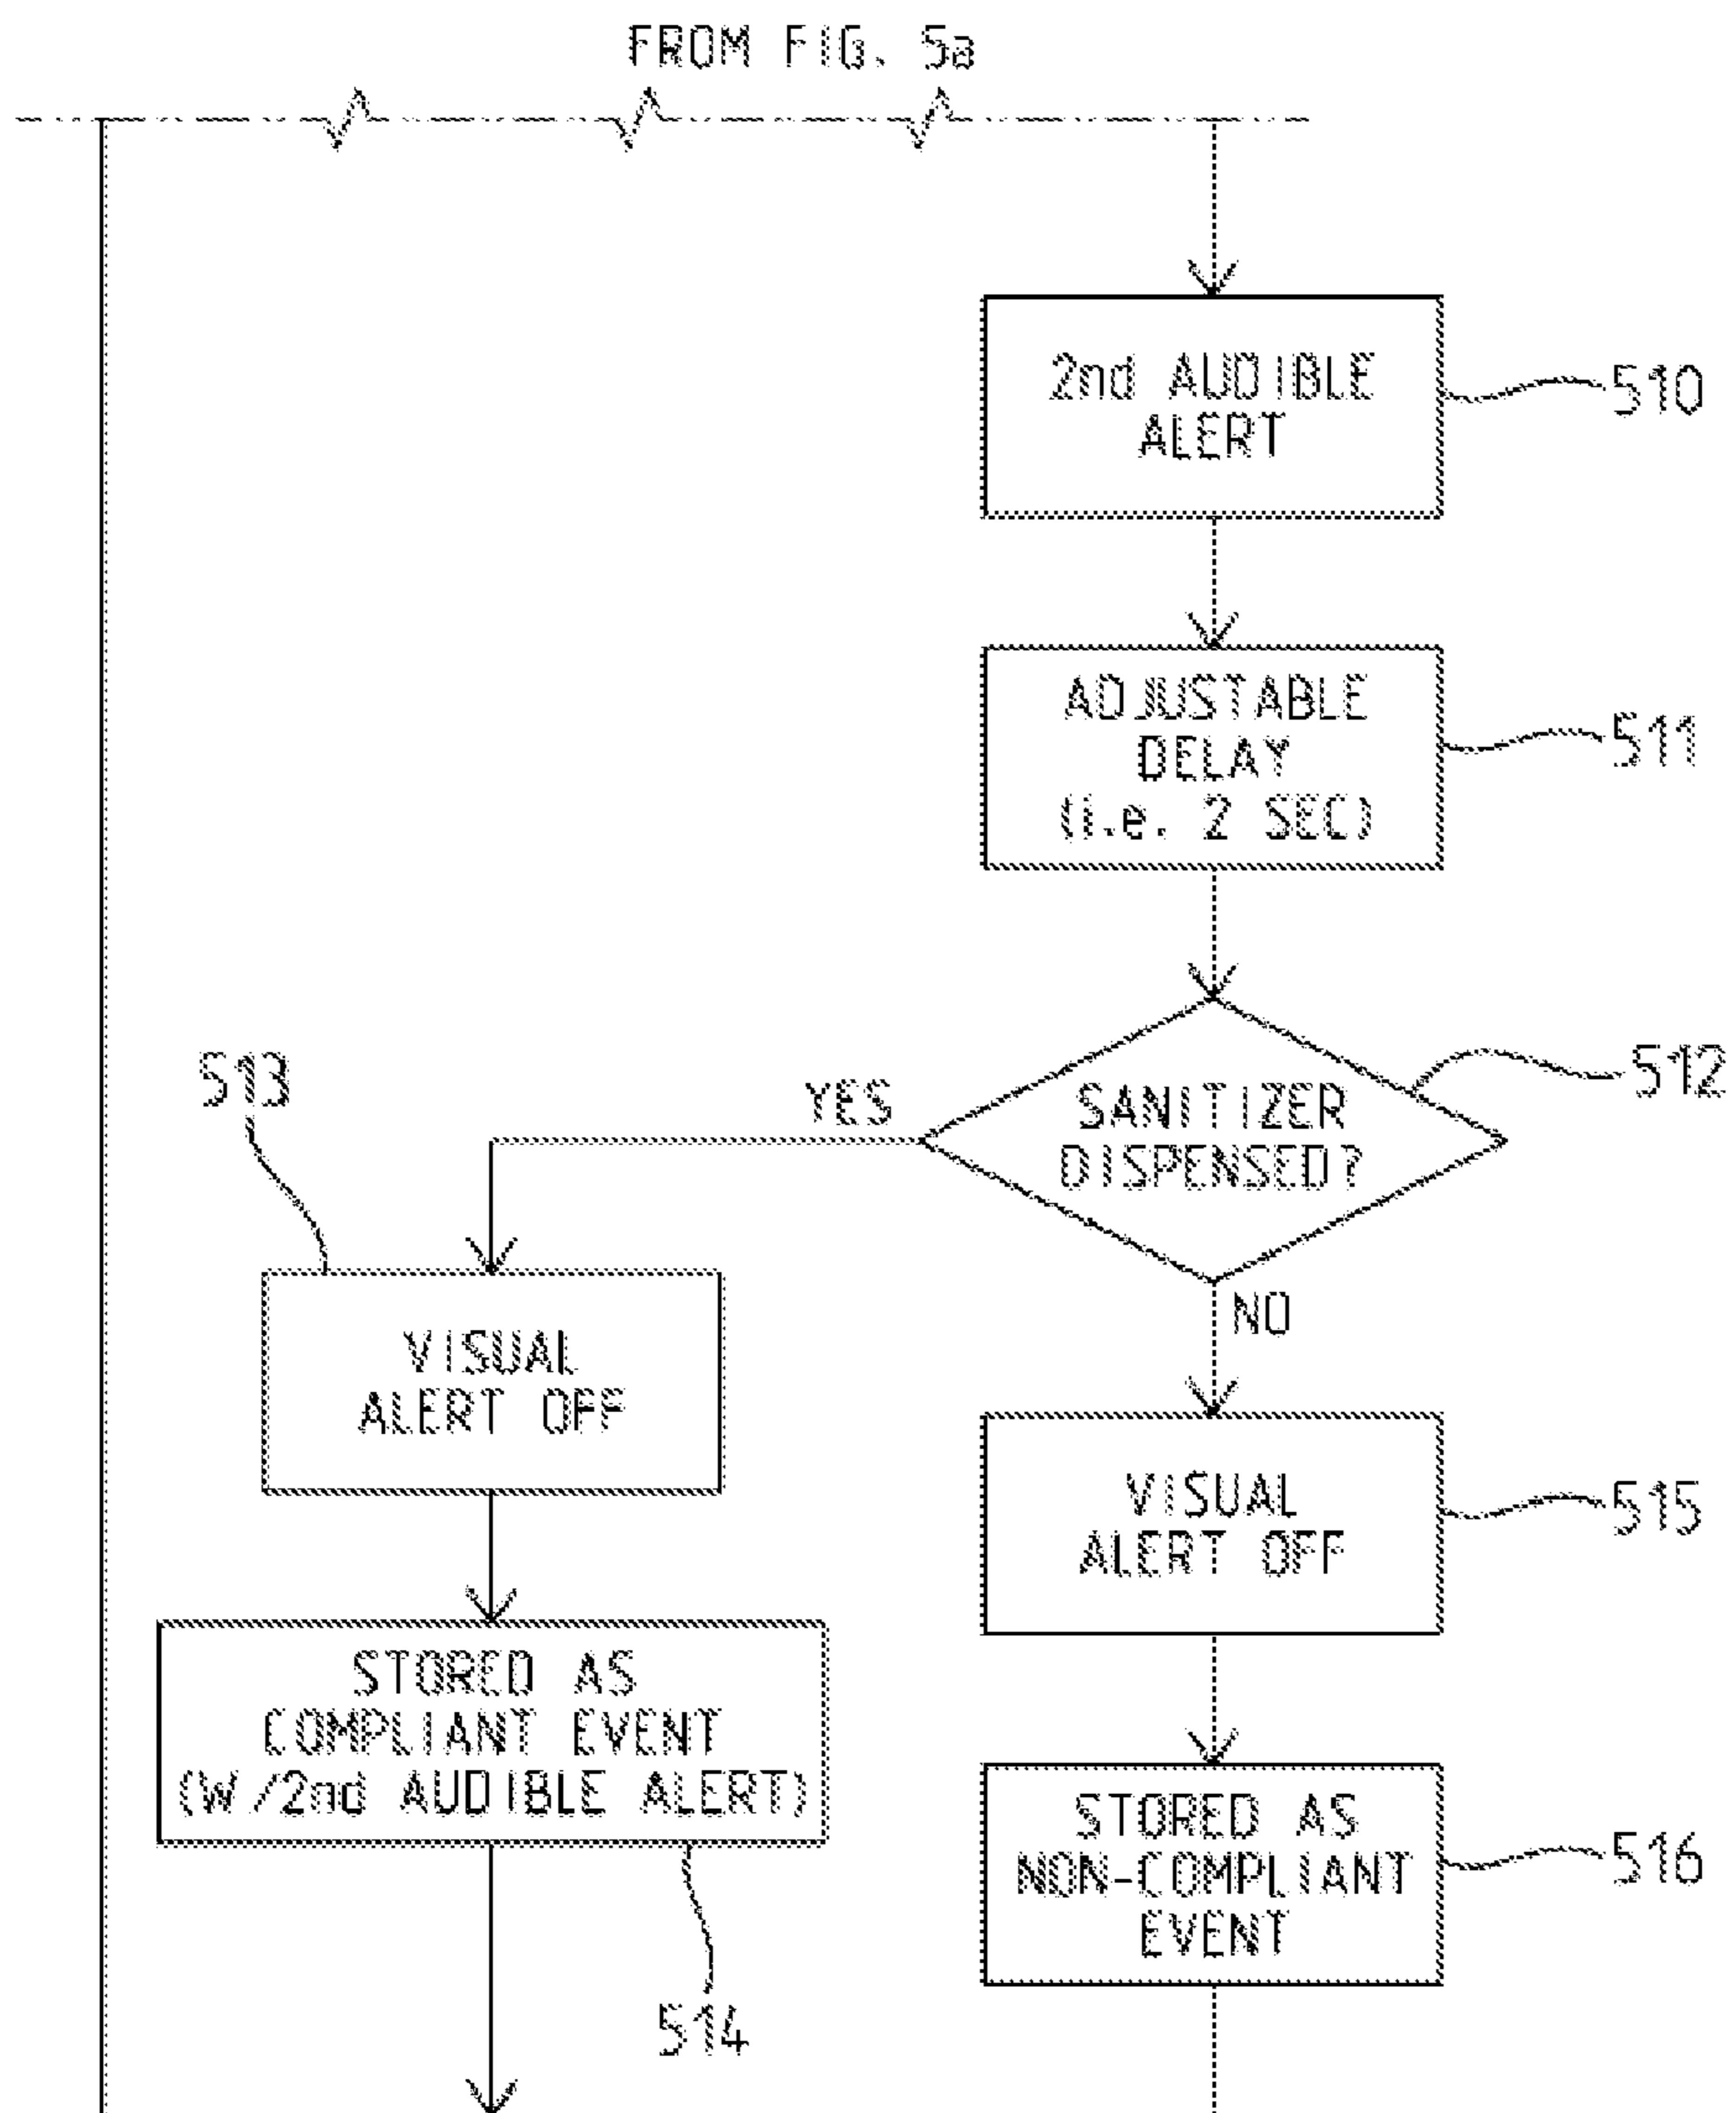 FROM FIG. 5a
2nd AUDIBLE
ALERT
510
ADJUSTABLE
DELAY
(i.e. 2 SEC)
511
SANITIZER
DISPENSED?
512
YES
NO
513
VISUAL
ALERT OFF
VISUAL
ALERT OFF
515
STORED AS
COMPLIANT EVENT
(W/2nd AUDIBLE ALERT)
514
STORED AS
NON-COMPLIANT
EVENT
516